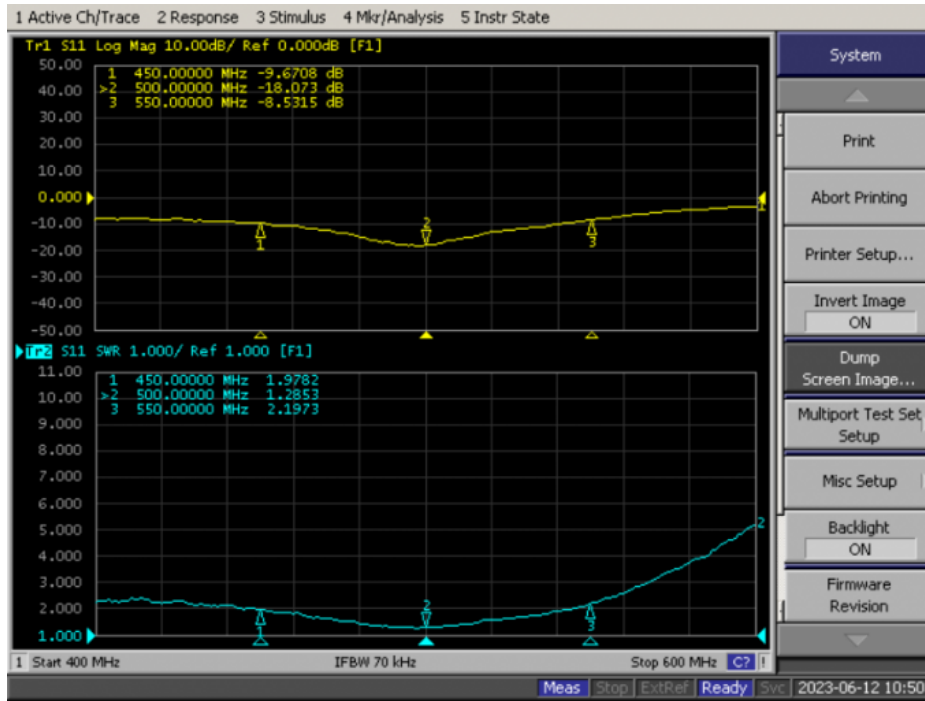 1 Active Ch/Trace 2 Response 3 Stimulus 4 Mkr/Analysis 5 Instr State
Tr1 S11 Log Mag 10.00dB/ Ref 0.000dB [F1]
50.00
40.00
30.00
20.00
10.00
0.000
-10.00
-20.00
-30.00
-40.00
-50.00
1 450.00000 MHz -9.6708 dB
>2 500.00000 MHz -18.073 dB
3 550.00000 MHz -8.5315 dB
1
2
3
1
Tr2 S11 SWR 1.000/ Ref 1.000 [F1]
11.00
10.00
9.000
8.000
7.000
6.000
5.000
4.000
3.000
2.000
1.000
1 450.00000 MHz 1.9782
>2 500.00000 MHz 1.2853
3 550.00000 MHz 2.1973
1
2
3
2
1 Start 400 MHz IFBW 70 kHz Stop 600 MHz C? !
Meas Stop ExtRef Ready Svc 2023-06-12 10:50
System
Print
Abort Printing
Printer Setup...
Invert Image
ON
Dump
Screen Image...
Multiport Test Set
Setup
Misc Setup
Backlight
ON
Firmware
Revision